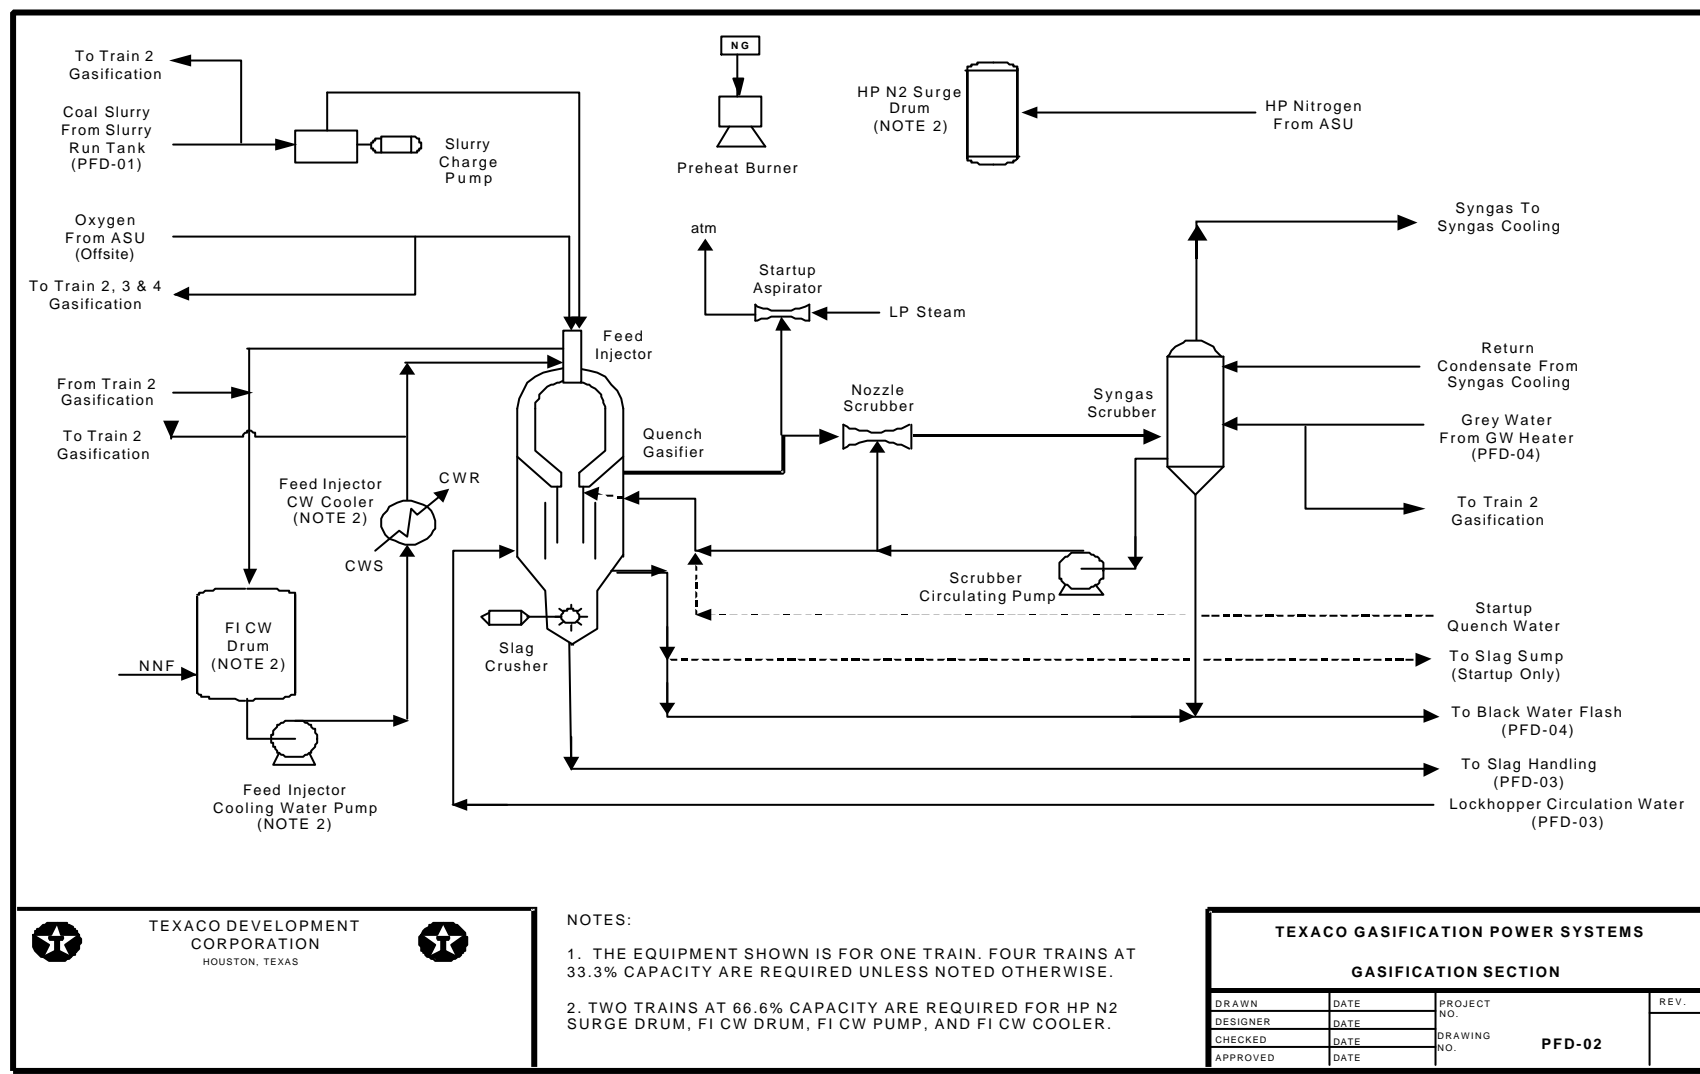 To Train 2
Gasification
Coal Slurry
From Slurry
Run Tank
(PFD-01)
Slurry
Charge
Pump
NG
Preheat Burner
HP N2 Surge
Drum
(NOTE 2)
HP Nitrogen
From ASU
Oxygen
From ASU
(Offsite)
To Train 2, 3 & 4
Gasification
atm
Startup
Aspirator
LP Steam
Syngas To
Syngas Cooling
Feed
Injector
From Train 2
Gasification
To Train 2
Gasification
Nozzle
Scrubber
Syngas
Scrubber
Return
Condensate From
Syngas Cooling
Grey Water
From GW Heater
(PFD-04)
To Train 2
Gasification
Quench
Gasifier
Feed Injector
CW Cooler
(NOTE 2)
CWR
CWS
Scrubber
Circulating Pump
FI CW
Drum
(NOTE 2)
NNF
Slag
Crusher
Startup
Quench Water
To Slag Sump
(Startup Only)
To Black Water Flash
(PFD-04)
To Slag Handling
(PFD-03)
Lockhopper Circulation Water
(PFD-03)
Feed Injector
Cooling Water Pump
(NOTE 2)
TEXACO DEVELOPMENT
CORPORATION
HOUSTON, TEXAS
NOTES:
1. THE EQUIPMENT SHOWN IS FOR ONE TRAIN. FOUR TRAINS AT
33.3% CAPACITY ARE REQUIRED UNLESS NOTED OTHERWISE.
2. TWO TRAINS AT 66.6% CAPACITY ARE REQUIRED FOR HP N2
SURGE DRUM, FI CW DRUM, FI CW PUMP, AND FI CW COOLER.
TEXACO GASIFICATION POWER SYSTEMS
GASIFICATION SECTION
DRAWN DATE
DESIGNER DATE
CHECKED DATE
APPROVED DATE
PROJECT
NO.
DRAWING
NO.
PFD-02
REV.